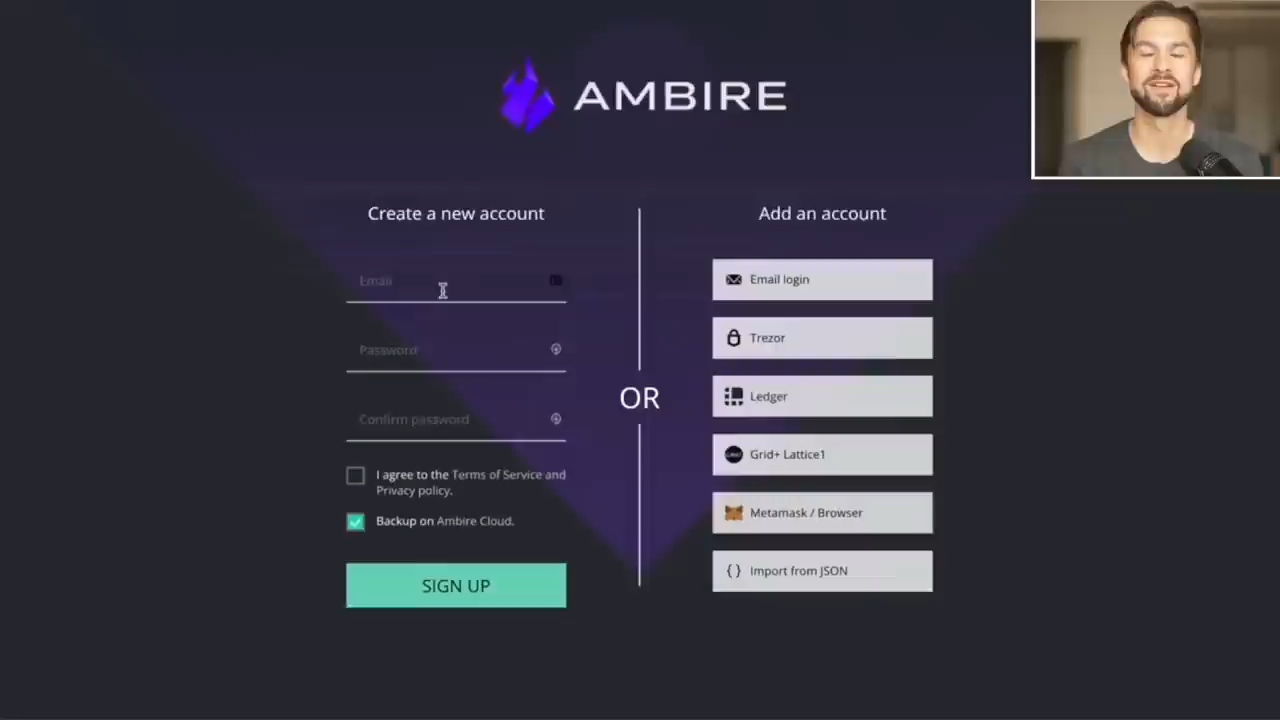 AMBIRE
Create a new account
Email
Password
Confirm password
I agree to the Terms of Service and
Privacy policy.
Backup on Ambire Cloud.
SIGN UP
OR
Add an account
Email login
Trezor
Ledger
Grid+ Lattice1
Metamask / Browser
Import from JSON